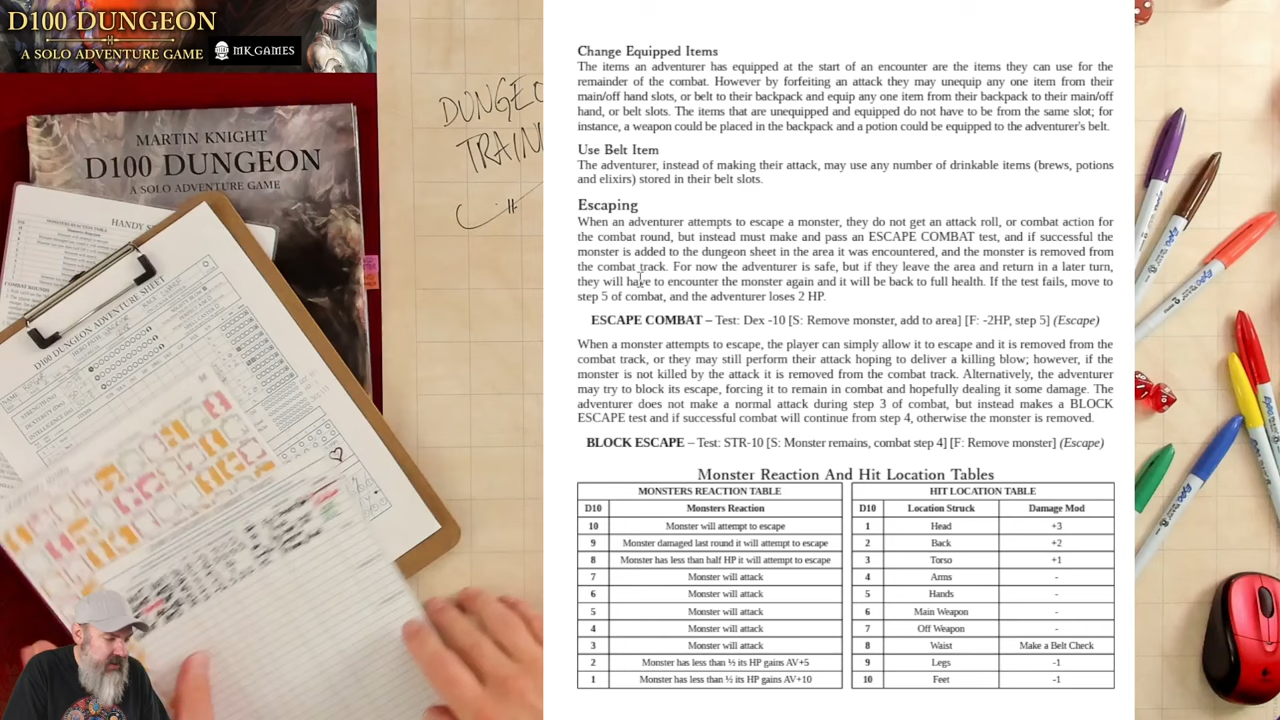 D100 DUNGEON
A SOLO ADVENTURE GAME
MK GAMES
MARTIN KNIGHT
D100 DUNGEON
A SOLO ADVENTURE GAME
D100 DUNGEON ADVENTURE SHEET
Change Equipped Items
The items an adventurer has equipped at the start of an encounter are the items they can use for the
remainder of the combat. However by forfeiting an attack they may unequip any one item from their
main/off hand slots, or belt to their backpack and equip any one item from their backpack to their main/off
hand, or belt slots. The items that are unequipped and equipped do not have to be from the same slot; for
instance, a weapon could be placed in the backpack and a potion could be equipped to the adventurer's belt.
Use Belt Item
The adventurer, instead of making their attack, may use any number of drinkable items (brews, potions
and elixirs) stored in their belt slots.
Escaping
When an adventurer attempts to escape a monster, they do not get an attack roll, or combat action for
the combat round, but instead must make and pass an ESCAPE COMBAT test, and if successful the
monster is added to the dungeon sheet in the area it was encountered, and the monster is removed from
the combat track. For now the adventurer is safe, but if they leave the area and return in a later turn,
they will have to encounter the monster again and it will be back to full health. If the test fails, move to
step 5 of combat, and the adventurer loses 2 HP.
ESCAPE COMBAT – Test: Dex -10 [S: Remove monster, add to area] [F: -2HP, step 5] (Escape)
When a monster attempts to escape, the player can simply allow it to escape and it is removed from the
combat track, or they may still perform their attack hoping to deliver a killing blow; however, if the
monster is not killed by the attack it is removed from the combat track. Alternatively, the adventurer
may try to block its escape, forcing it to remain in combat and hopefully dealing it some damage. The
adventurer does not make a normal attack during step 3 of combat, but instead makes a BLOCK
ESCAPE test and if successful combat will continue from step 4, otherwise the monster is removed.
BLOCK ESCAPE – Test: STR-10 [S: Monster remains, combat step 4] [F: Remove monster] (Escape)
Monster Reaction And Hit Location Tables
MONSTERS REACTION TABLE
D10 Monsters Reaction
10 Monster will attempt to escape
9 Monster damaged last round it will attempt to escape
8 Monster has less than half HP it will attempt to escape
7 Monster will attack
6 Monster will attack
5 Monster will attack
4 Monster will attack
3 Monster will attack
2 Monster has less than ½ its HP gains AV+5
1 Monster has less than ½ its HP gains AV+10
HIT LOCATION TABLE
D10 Location Struck Damage Mod
1 Head +3
2 Back +2
3 Torso +1
4 Arms -
5 Hands -
6 Main Weapon -
7 Off Weapon -
8 Waist Make a Belt Check
9 Legs -1
10 Feet -1